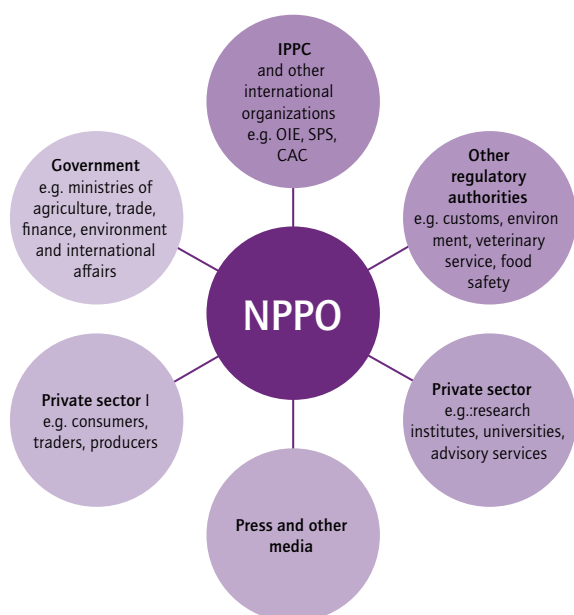 IPPC
and other
international
organizations
e.g. OIE, SPS,
CAC
Government
e.g. ministries of
agriculture, trade,
finance, environment
and international
affairs
Other
regulatory
authorities
e.g. customs, environ
ment, veterinary
service, food
safety
NPPO
Private sector I
e.g. consumers,
traders, producers
Private sector
e.g.:research
institutes, universities,
advisory services
Press and other
media